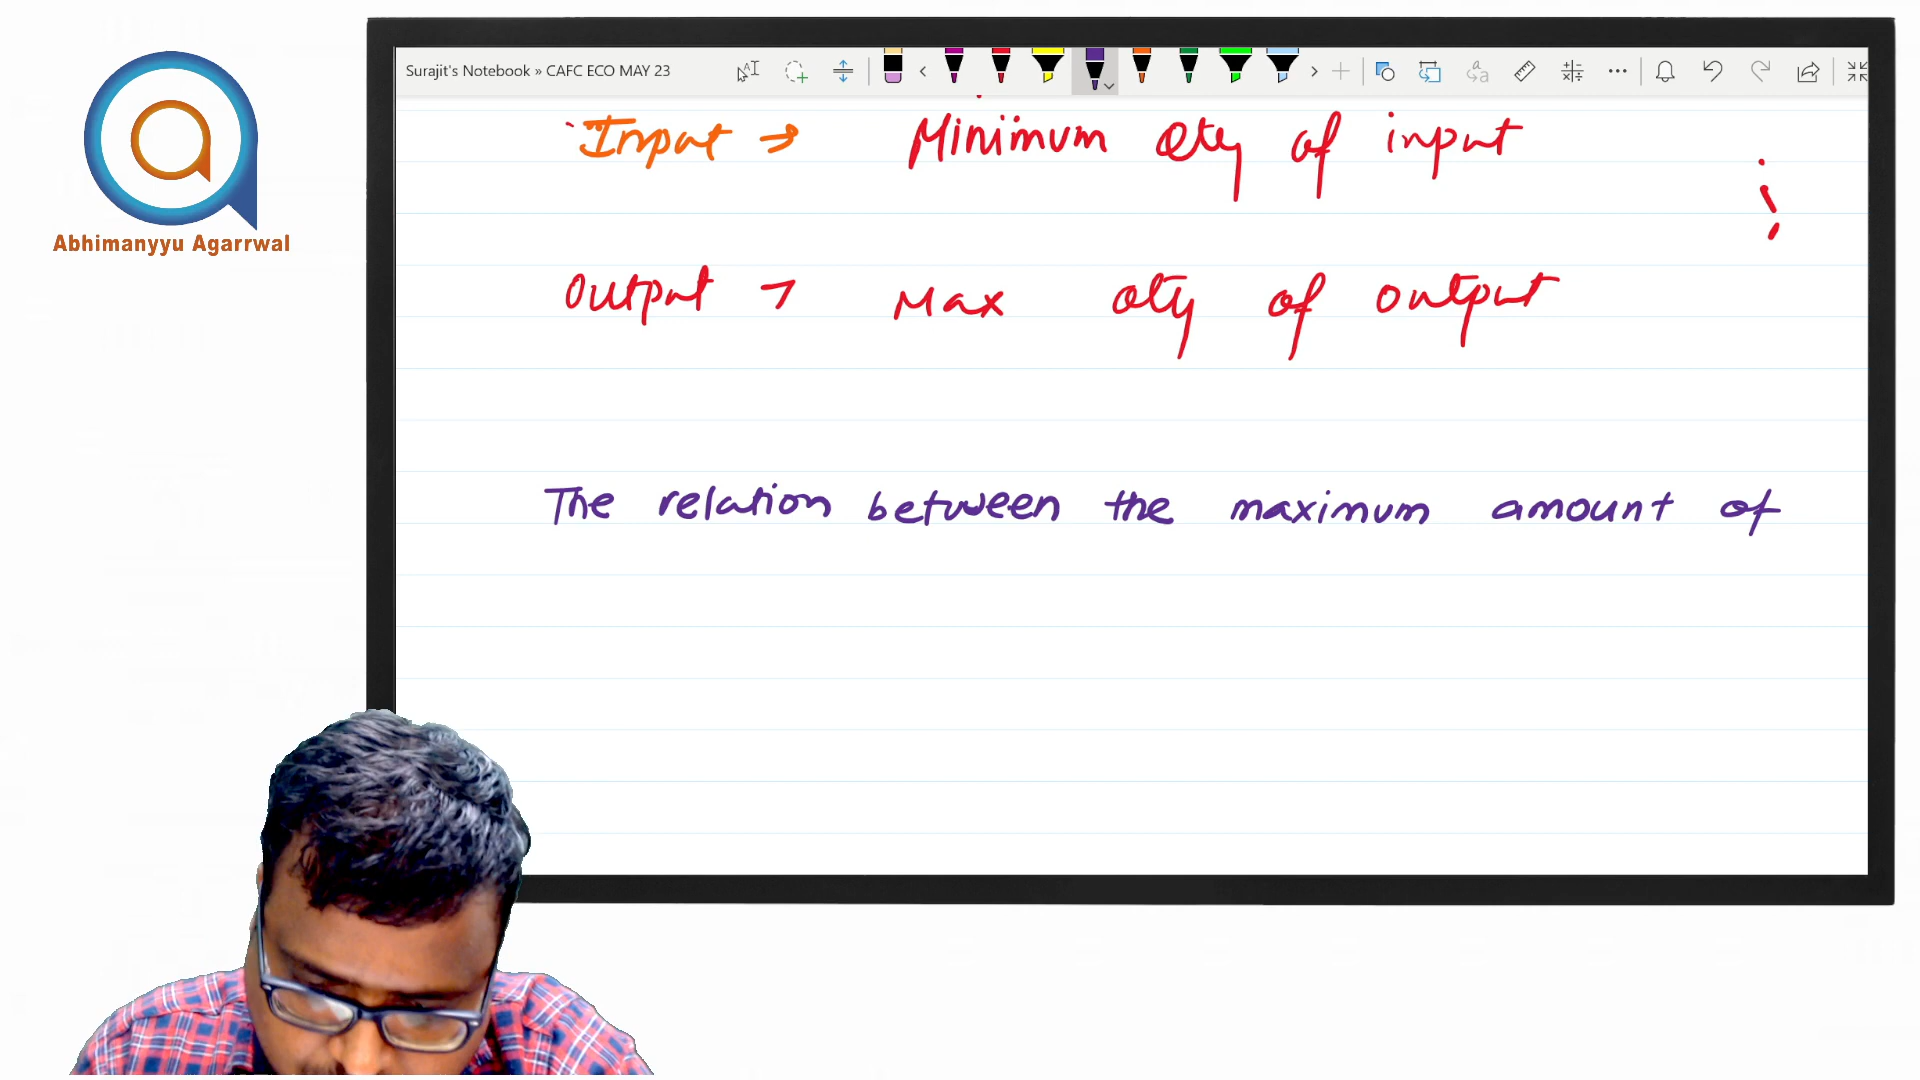 Surajit's Notebook » CAFC ECO MAY 23
Abhimanyyu Agarrwal
Input → Minimum Qty of input
Output → Max Qty of output
The relation between the maximum amount of